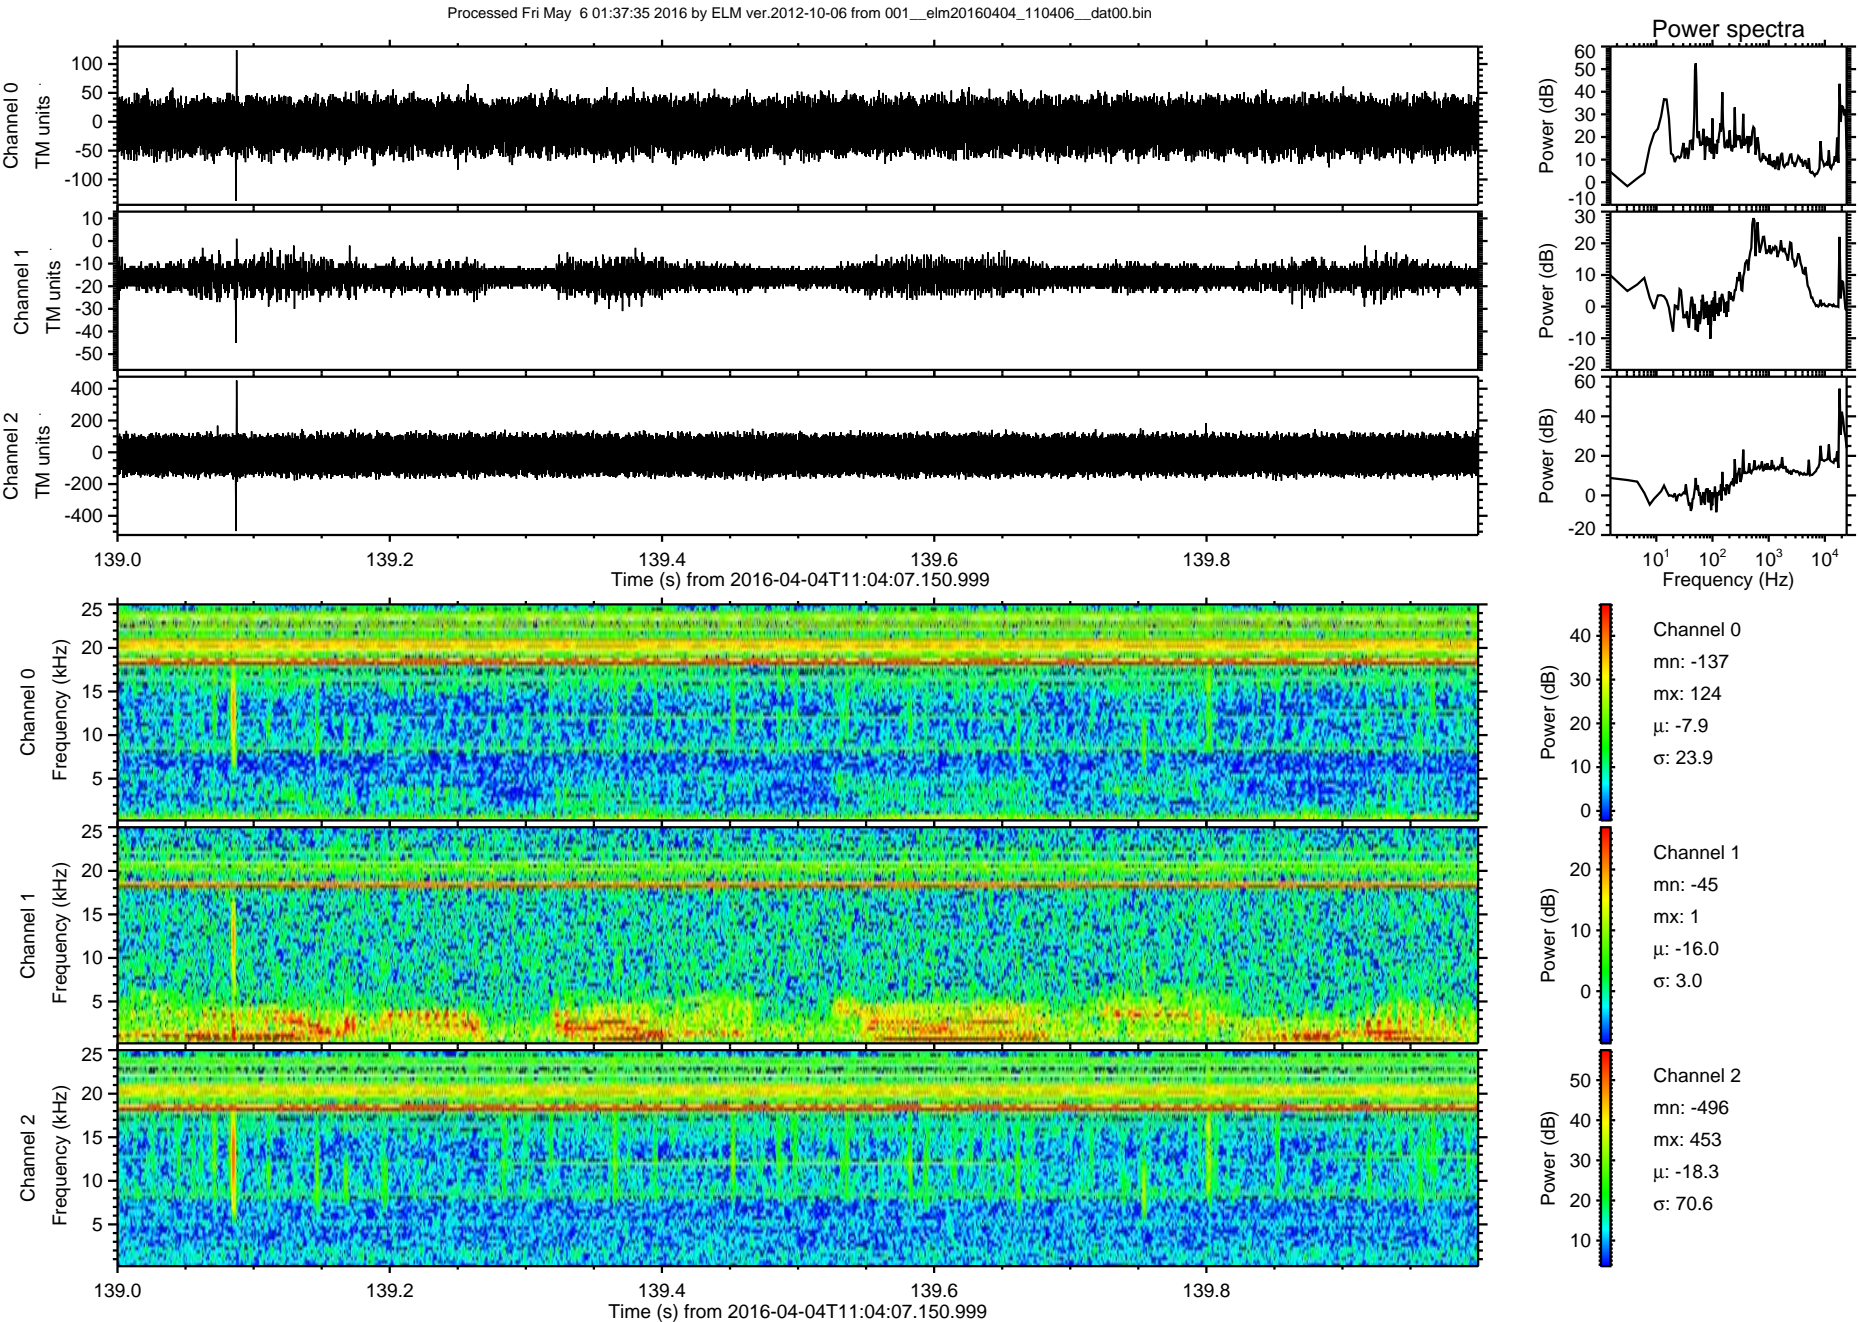 Processed Fri May  6 01:37:35 2016 by ELM ver.2012-10-06 from 001__elm20160404_110406__dat00.bin
Power spectra
Channel 0
TM units
100
50
0
-50
-100
Power (dB)
60
50
40
30
20
10
0
-10
Channel 1
TM units
10
0
-10
-20
-30
-40
-50
Power (dB)
30
20
10
0
-10
-20
Channel 2
TM units
400
200
0
-200
-400
Power (dB)
60
40
20
0
-20
139.0 139.2 139.4 139.6 139.8
Time (s) from 2016-04-04T11:04:07.150.999
10^1 10^2 10^3 10^4
Frequency (Hz)
Channel 0
Frequency (kHz)
25
20
15
10
5
Power (dB)
40
30
20
10
0
Channel 0
mn: -137
mx: 124
μ: -7.9
σ: 23.9
Channel 1
Frequency (kHz)
25
20
15
10
5
Power (dB)
20
10
0
Channel 1
mn: -45
mx: 1
μ: -16.0
σ: 3.0
Channel 2
Frequency (kHz)
25
20
15
10
5
Power (dB)
50
40
30
20
10
Channel 2
mn: -496
mx: 453
μ: -18.3
σ: 70.6
139.0 139.2 139.4 139.6 139.8
Time (s) from 2016-04-04T11:04:07.150.999